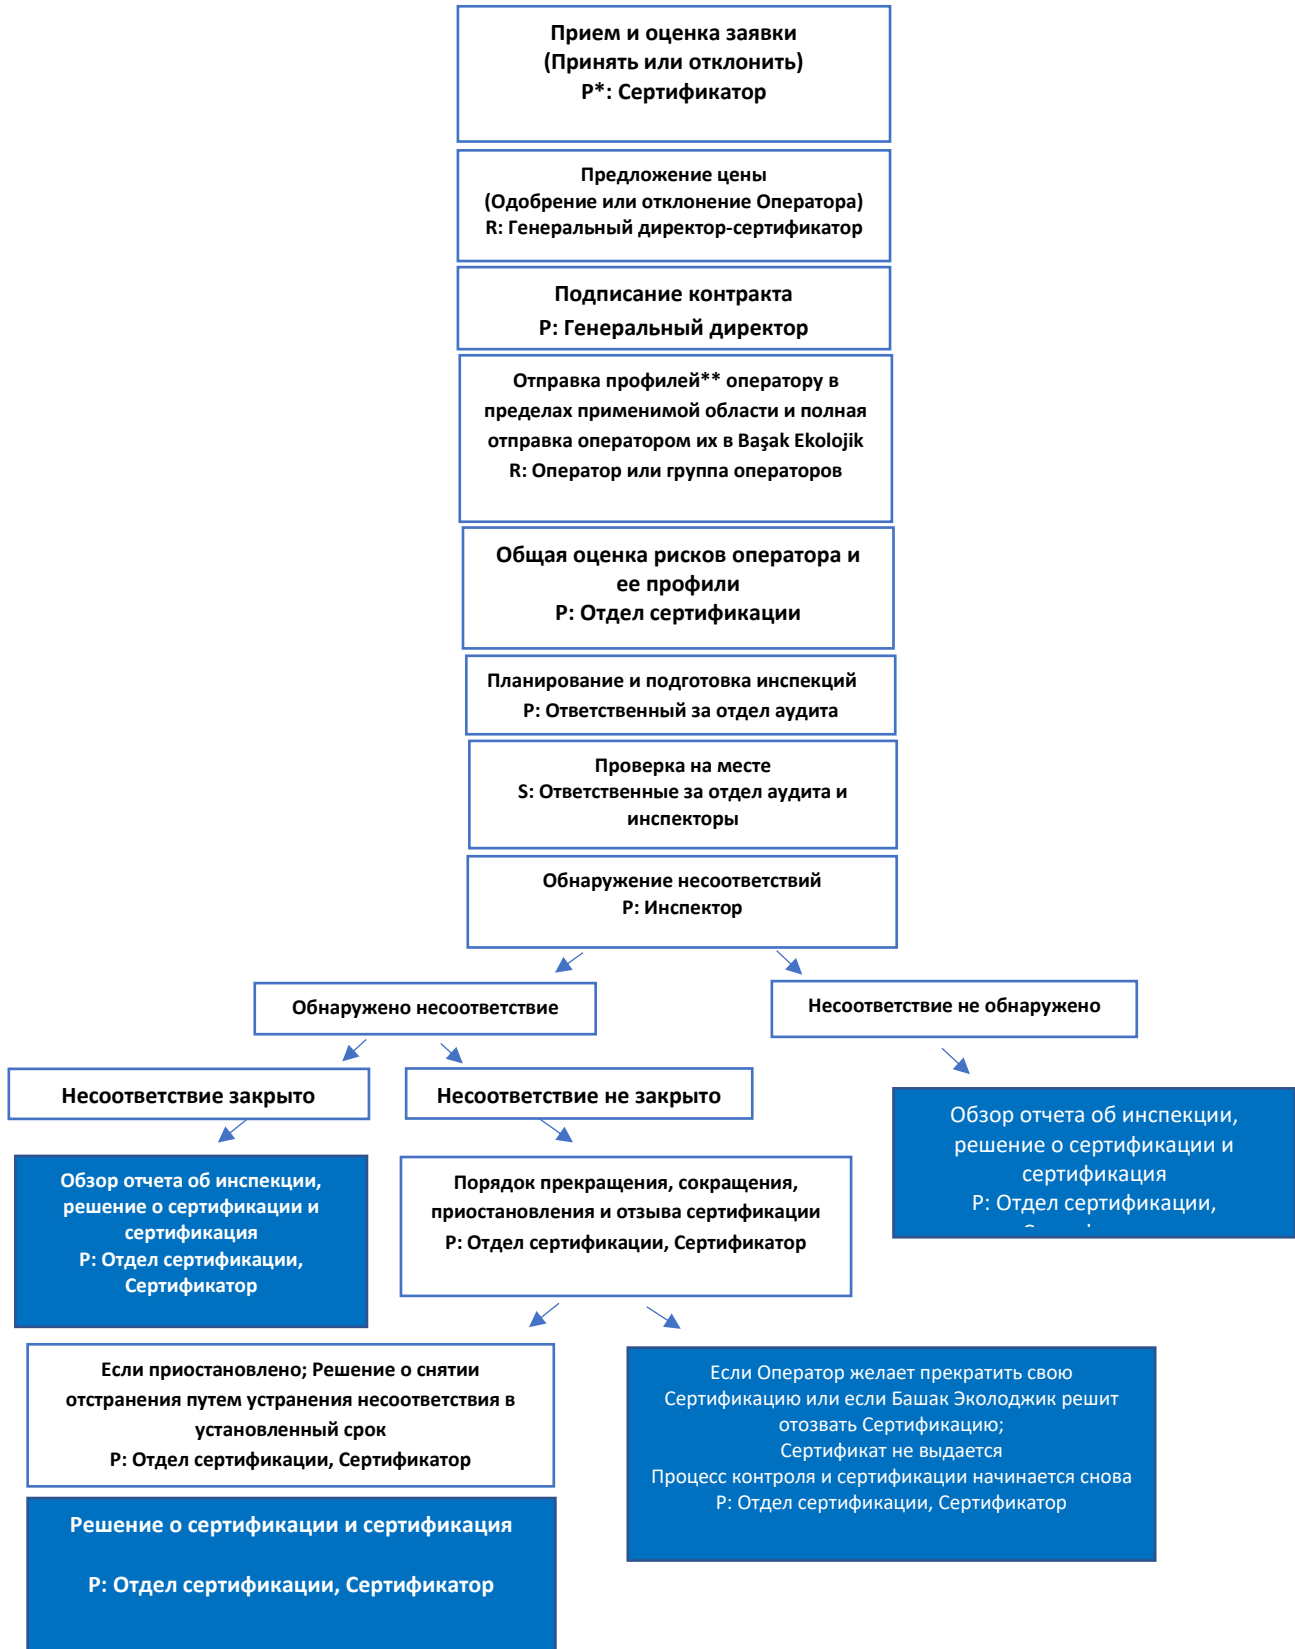 Прием и оценка заявки
(Принять или отклонить)
Р*: Сертификатор
Предложение цены
(Одобрение или отклонение Оператора)
R: Генеральный директор-сертификатор
Подписание контракта
Р: Генеральный директор
Отправка профилей** оператору в
пределах применимой области и полная
отправка оператором их в Başak Ekolojik
R: Оператор или группа операторов
Общая оценка рисков оператора и
ее профили
Р: Отдел сертификации
Планирование и подготовка инспекций
Р: Ответственный за отдел аудита
Проверка на месте
S: Ответственные за отдел аудита и
инспекторы
Обнаружение несоответствий
Р: Инспектор
Обнаружено несоответствие
Несоответствие не обнаружено
Несоответствие закрыто
Несоответствие не закрыто
Обзор отчета об инспекции,
решение о сертификации и
сертификация
Р: Отдел сертификации,
Обзор отчета об инспекции,
решение о сертификации и
сертификация
Р: Отдел сертификации,
Сертификатор
Порядок прекращения, сокращения,
приостановления и отзыва сертификации
Р: Отдел сертификации, Сертификатор
Если приостановлено; Решение о снятии
отстранения путем устранения несоответствия в
установленный срок
Р: Отдел сертификации, Сертификатор
Если Оператор желает прекратить свою
Сертификацию или если Башак Эколоджик решит
отозвать Сертификацию;
Сертификат не выдается
Процесс контроля и сертификации начинается снова
Р: Отдел сертификации, Сертификатор
Решение о сертификации и сертификация
Р: Отдел сертификации, Сертификатор